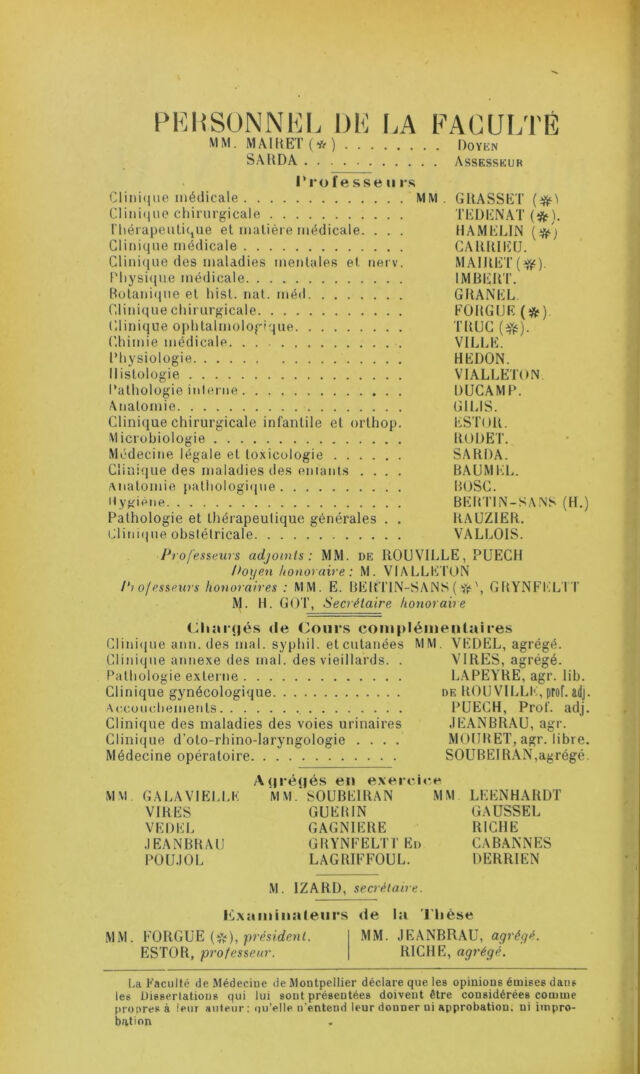 PERSONNEL DE LA FACULTÉ
MM. MAIRET (✻) . . . . . . . . DOYEN
SARDA . . . . . . . . . . . ASSESSEUR
Professeurs
Clinique médicale . . . . . . . . . . . . . MM. GRASSET (✻)
Clinique chirurgicale . . . . . . . . . . . TEDENAT (✻).
Thérapeutique et matière médicale. . . . HAMELIN (✻)
Clinique médicale . . . . . . . . . . . . . CARRIEU.
Clinique des maladies mentales et nerv. MAIRET (✻).
Physique médicale. . . . . . . . . . . . . IMBERT.
Botanique et hist. nat. méd. . . . . . . . GRANEL.
Clinique chirurgicale. . . . . . . . . . . . FORGUE (✻)
Clinique ophtalmologique. . . . . . . . . TRUC (✻).
Chimie médicale. . . . . . . . . . . . . . VILLE.
Physiologie. . . . . . . . . . . . . . . . HEDON.
Histologie . . . . . . . . . . . . . . . . VIALLETON.
Pathologie interne . . . . . . . . . . . . . DUCAMP.
Anatomie. . . . . . . . . . . . . . . . . GILIS.
Clinique chirurgicale infantile et orthop. ESTOR.
Microbiologie . . . . . . . . . . . . . . . RODET.
Médecine légale et toxicologie . . . . . . SARDA.
Clinique des maladies des enfants . . . . BAUMEL.
Anatomie pathologique . . . . . . . . . . BOSC.
Hygiène. . . . . . . . . . . . . . . . . . BERTIN-SANS (H.)
Pathologie et thérapeutique générales . . RAUZIER.
Clinique obstétricale. . . . . . . . . . . . VALLOIS.
Professeurs adjoints : MM. DE ROUVILLE, PUECH
Doyen honoraire : M. VIALLETON
Professeurs honoraires : MM. E. BERTIN-SANS (✻), GRYNFELTT
M. H. GOT, Secrétaire honoraire
Chargés de Cours complémentaires
Clinique ann. des mal. syphil. et cutanées MM. VEDEL, agrégé.
Clinique annexe des mal. des vieillards. . VIRES, agrégé.
Pathologie externe . . . . . . . . . . . . LAPEYRE, agr. lib.
Clinique gynécologique. . . . . . . . . . . DE ROUVILLE, prof. adj.
Accouchements. . . . . . . . . . . . . . . PUECH, Prof. adj.
Clinique des maladies des voies urinaires JEANBRAU, agr.
Clinique d'oto-rhino-laryngologie . . . . MOURET, agr. libre.
Médecine opératoire. . . . . . . . . . . . SOUBEIRAN, agrégé.
Agrégés en exercice
MM. GALAVIELLE MM. SOUBEIRAN MM. LEENHARDT
VIRES GUERIN GAUSSEL
VEDEL GAGNIERE RICHE
JEANBRAU GRYNFELTT ED CABANNES
POUJOL LAGRIFFOUL. DERRIEN
M. IZARD, secrétaire.
Examinateurs de la Thèse
MM. FORGUE (✻), président. MM. JEANBRAU, agrégé.
ESTOR, professeur. RICHE, agrégé.
La Faculté de Médecine de Montpellier déclare que les opinions émises dans
les Dissertations qui lui sont présentées doivent être considérées comme
propres à leur auteur : qu'elle n'entend leur donner ni approbation, ni impro-
bation